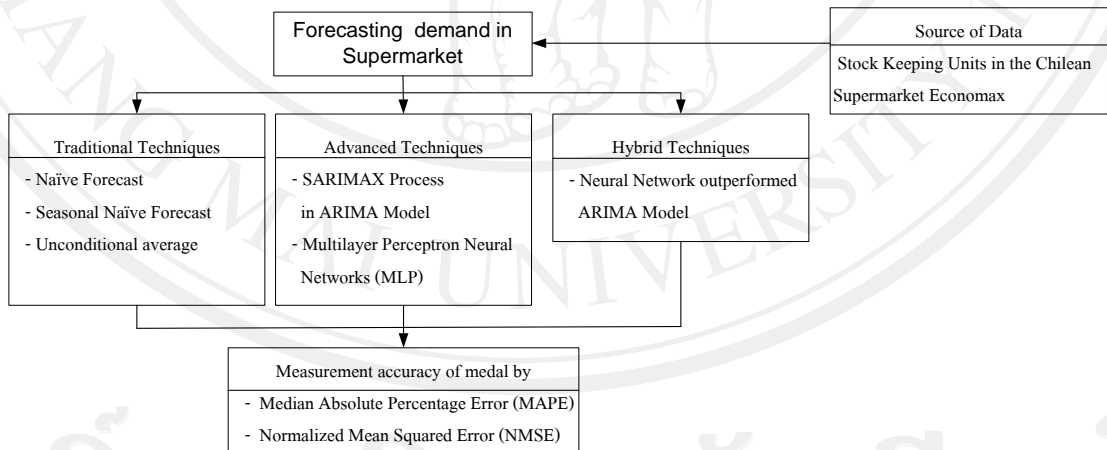 Forecasting demand in
Supermarket
Source of Data
Stock Keeping Units in the Chilean
Supermarket Economax
Traditional Techniques
- Naïve Forecast
- Seasonal Naïve Forecast
- Unconditional average
Advanced Techniques
- SARIMAX Process
in ARIMA Model
- Multilayer Perceptron Neural
Networks (MLP)
Hybrid Techniques
- Neural Network outperformed
ARIMA Model
Measurement accuracy of medal by
- Median Absolute Percentage Error (MAPE)
- Normalized Mean Squared Error (NMSE)
ANG MAI UNIVERSITY